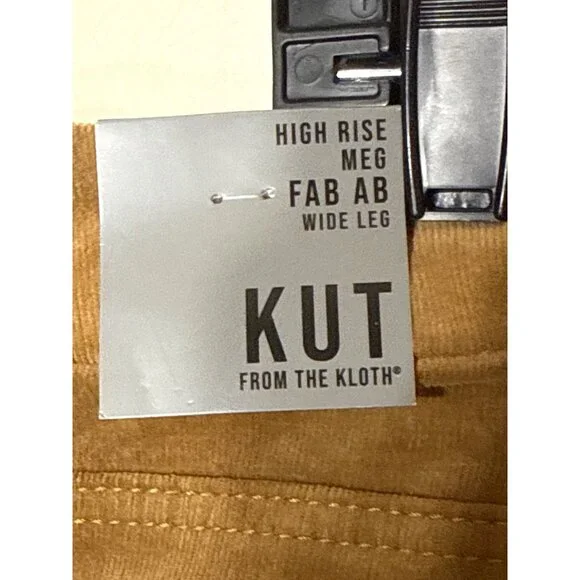 HIGH RISE
MEG
FAB AB
WIDE LEG
KUT
FROM THE KLOTH®